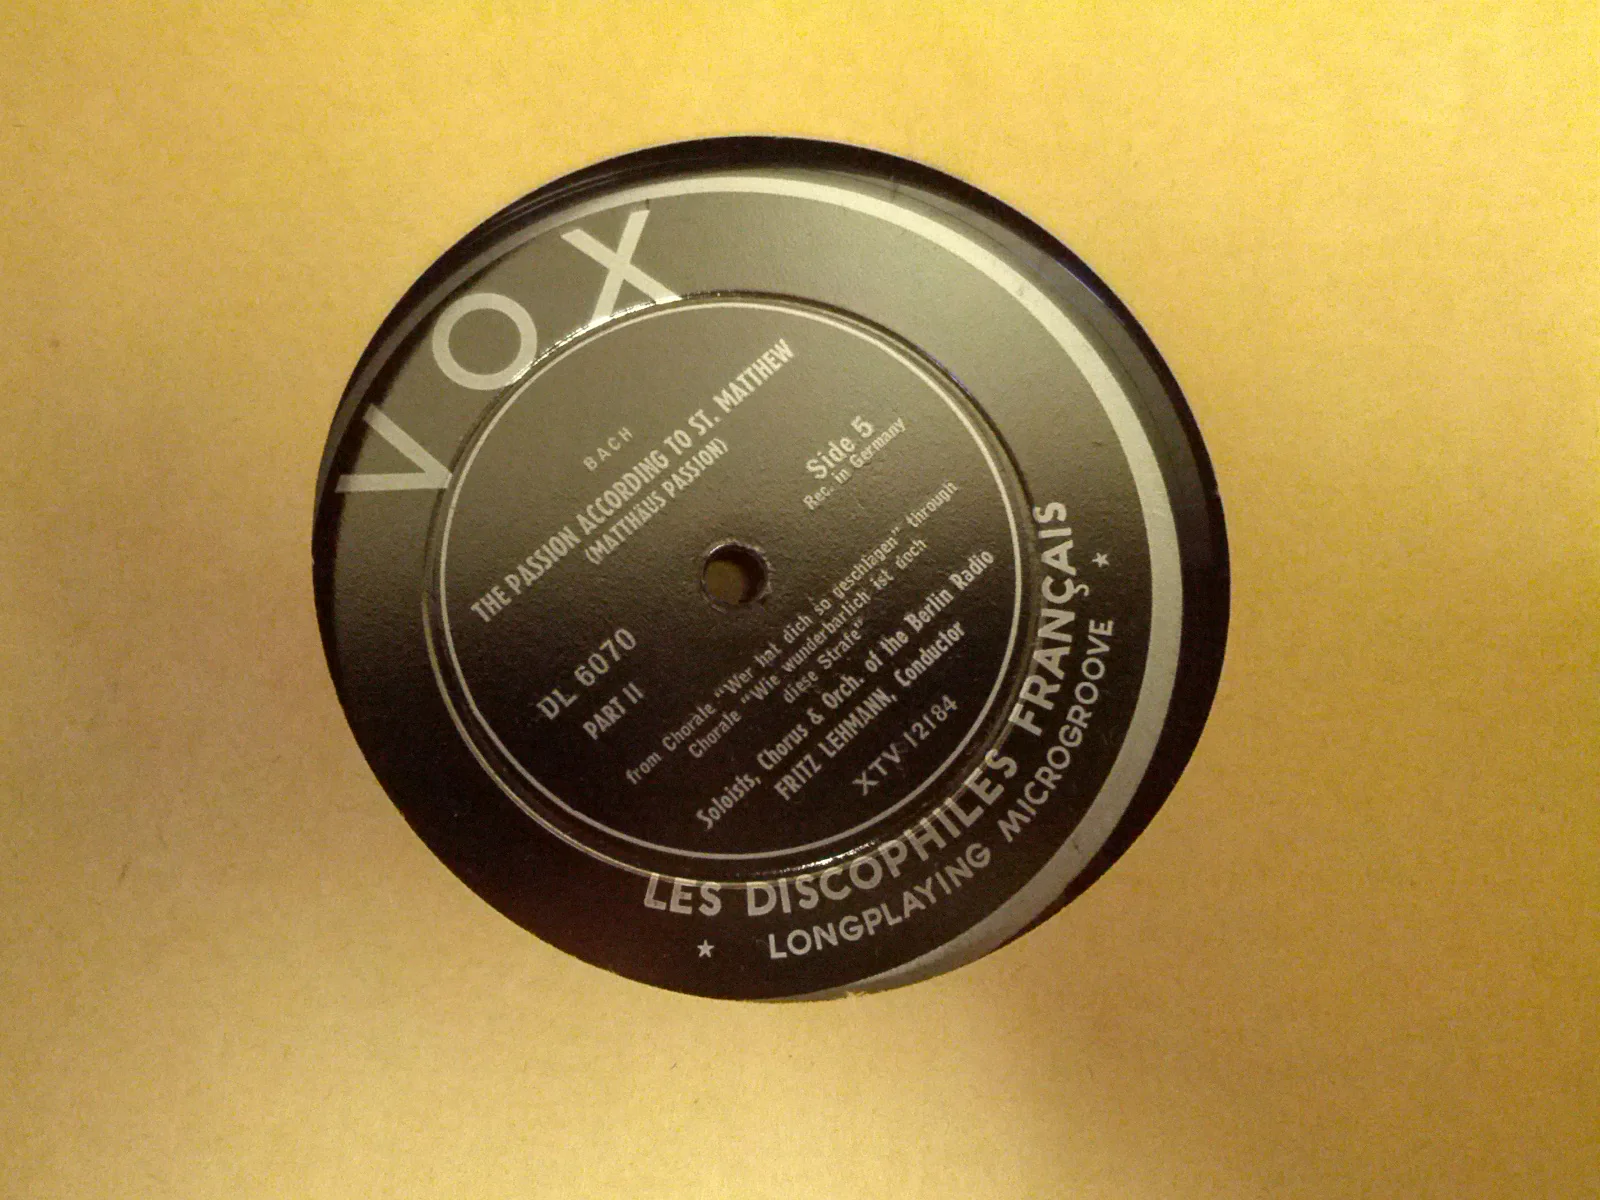 VOX
BACH
THE PASSION ACCORDING TO ST. MATTHEW
(MATTHÄUS PASSION)
Side 5
Rec. in Germany
DL 6070
PART II
from Chorale "Wer hat dich so geschlagen" through
Chorale "Wie wunderbarlich ist doch
diese Strafe"
Soloists, Chorus & Orch. of the Berlin Radio
FRITZ LEHMANN, Conductor
XTV 12184
LES DISCOPHILES FRANÇAIS
★ LONGPLAYING MICROGROOVE ★